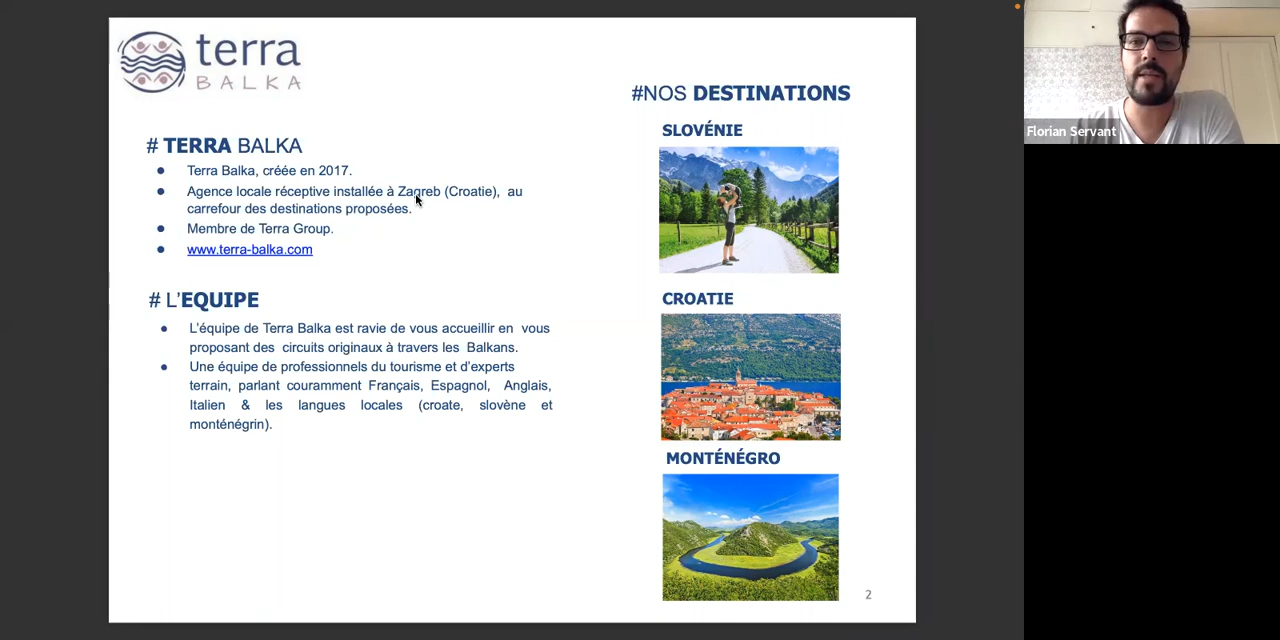 terra
BALKA
# TERRA BALKA
● Terra Balka, créée en 2017.
● Agence locale réceptive installée à Zagreb (Croatie), au
carrefour des destinations proposées.
● Membre de Terra Group.
● www.terra-balka.com
# L’EQUIPE
● L’équipe de Terra Balka est ravie de vous accueillir en vous
proposant des circuits originaux à travers les Balkans.
● Une équipe de professionnels du tourisme et d’experts
terrain, parlant couramment Français, Espagnol, Anglais,
Italien & les langues locales (croate, slovène et
monténégrin).
#NOS DESTINATIONS
SLOVÉNIE
CROATIE
MONTÉNÉGRO
2
Florian Servant